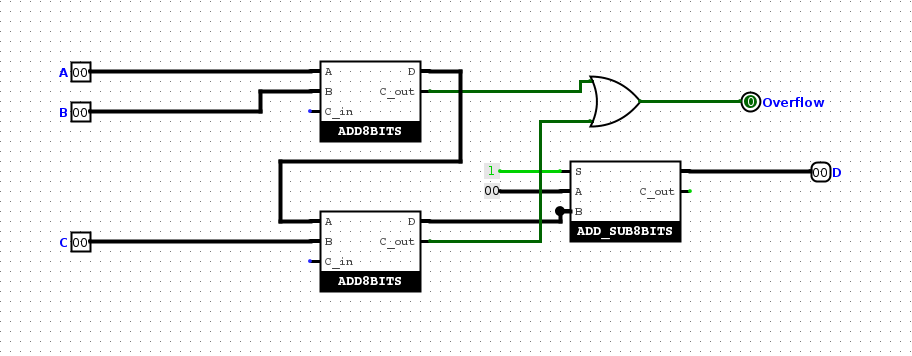 A 00
A D
B C_out
C_in
ADD8BITS
B 00
0 Overflow
1 S
00 A C_out
B
ADD_SUB8BITS
00 D
A D
B C_out
C_in
ADD8BITS
C 00